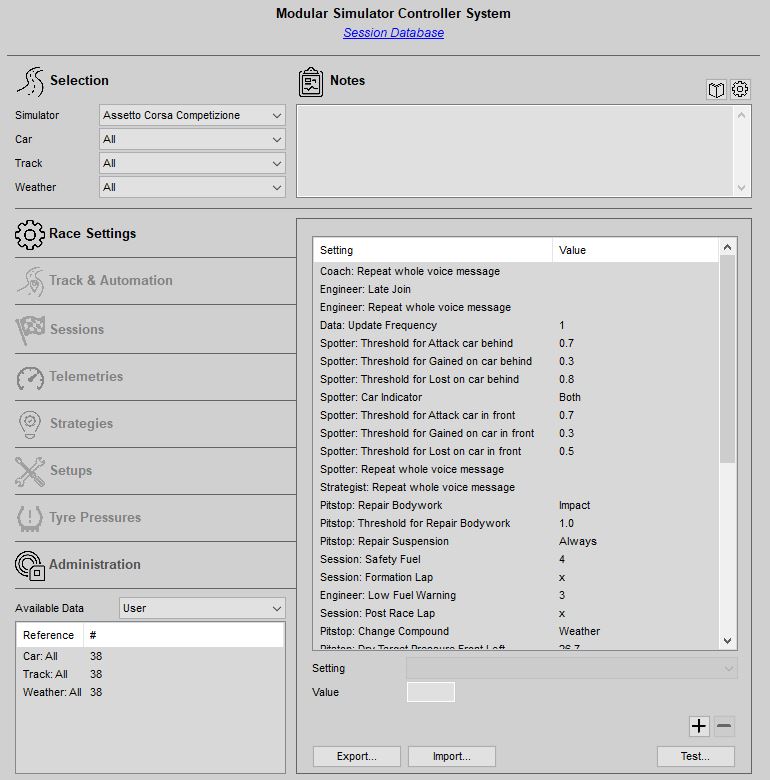 Modular Simulator Controller System
Session Database
Selection
Simulator Assetto Corsa Competizione
Car All
Track All
Weather All
Notes
Race Settings
Track & Automation
Sessions
Telemetries
Strategies
Setups
Tyre Pressures
Administration
Available Data User
Reference #
Car: All 38
Track: All 38
Weather: All 38
Setting Value
Coach: Repeat whole voice message
Engineer: Late Join
Engineer: Repeat whole voice message
Data: Update Frequency 1
Spotter: Threshold for Attack car behind 0.7
Spotter: Threshold for Gained on car behind 0.3
Spotter: Threshold for Lost on car behind 0.8
Spotter: Car Indicator Both
Spotter: Threshold for Attack car in front 0.7
Spotter: Threshold for Gained on car in front 0.3
Spotter: Threshold for Lost on car in front 0.5
Spotter: Repeat whole voice message
Strategist: Repeat whole voice message
Pitstop: Repair Bodywork Impact
Pitstop: Threshold for Repair Bodywork 1.0
Pitstop: Repair Suspension Always
Session: Safety Fuel 4
Session: Formation Lap x
Engineer: Low Fuel Warning 3
Session: Post Race Lap x
Pitstop: Change Compound Weather
Pitstop: Dry Target Pressure Front Left 26.7
Setting
Value
Export... Import... Test...